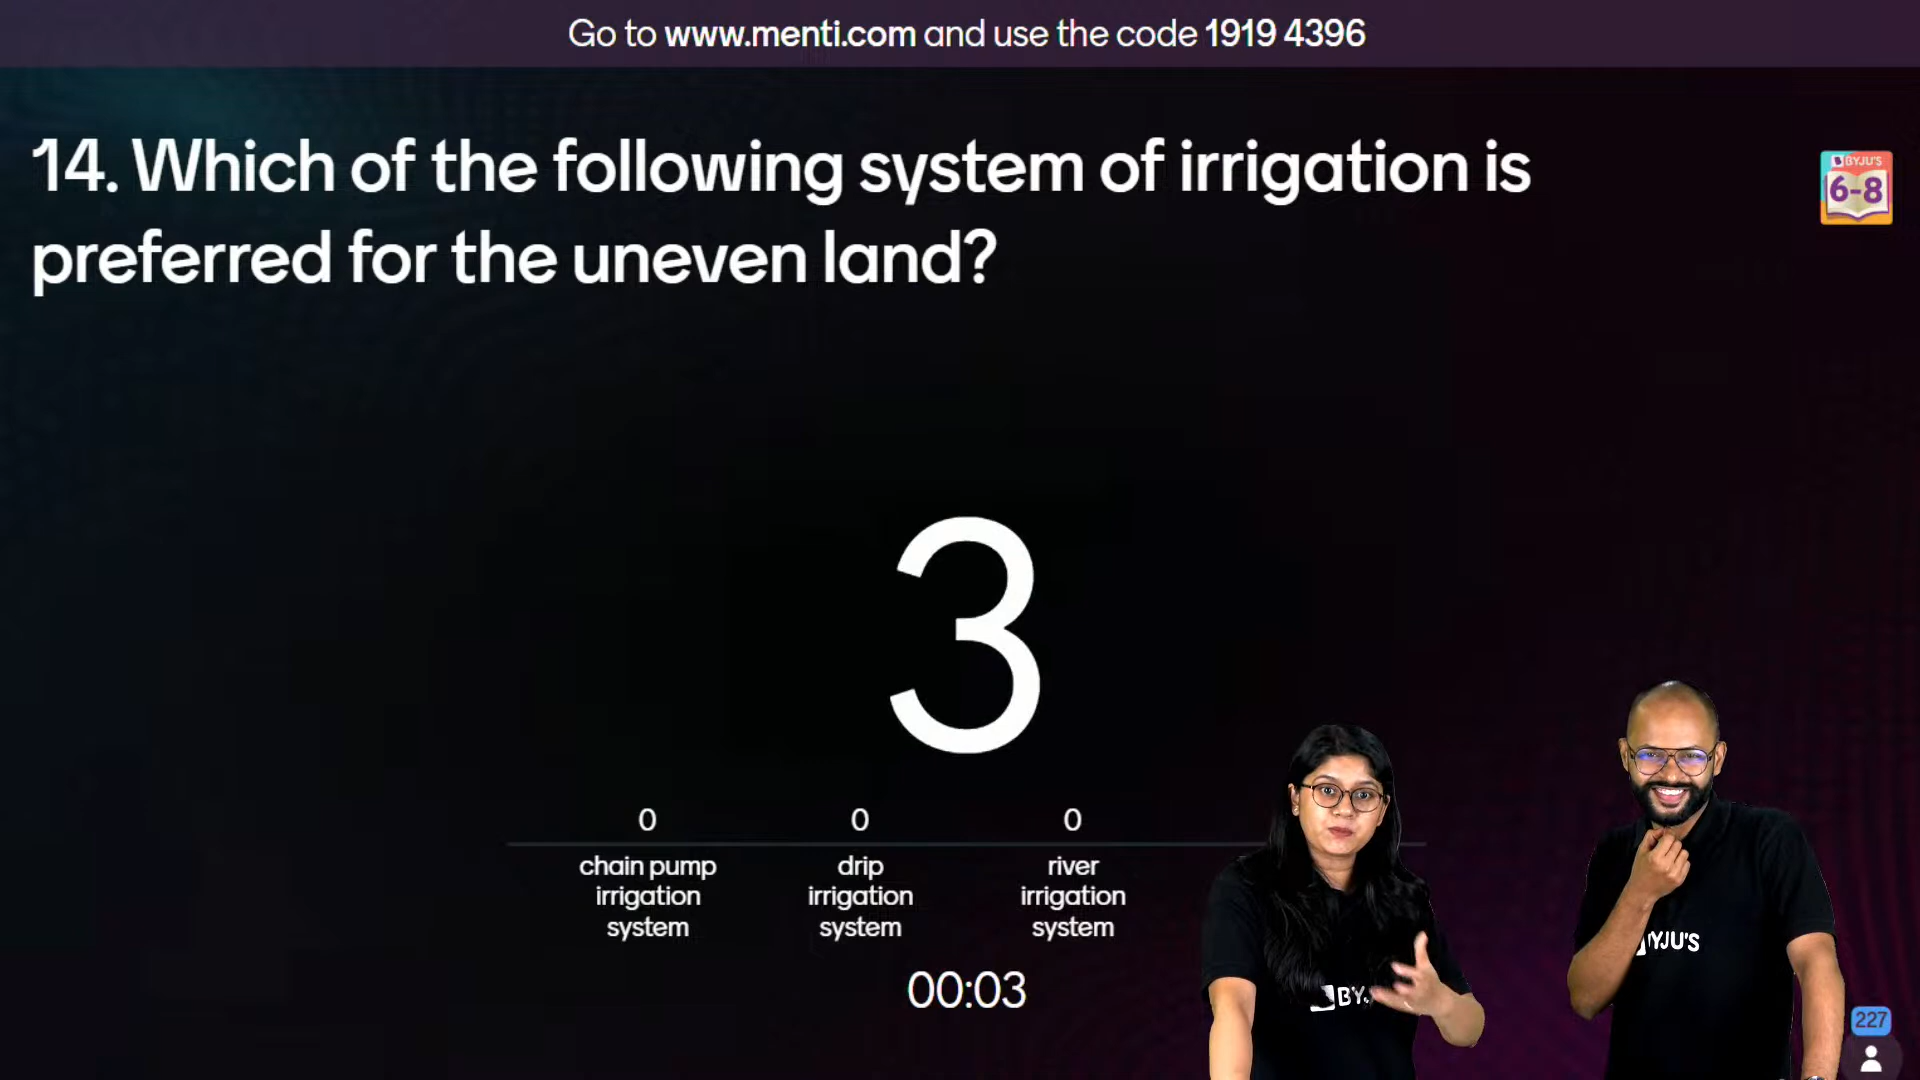 Go to www.menti.com and use the code 1919 4396
14. Which of the following system of irrigation is
preferred for the uneven land?
BYJU'S
6-8
3
0
0
0
chain pump
irrigation
system
drip
irrigation
system
river
irrigation
system
00:03
BY
YJU'S
227